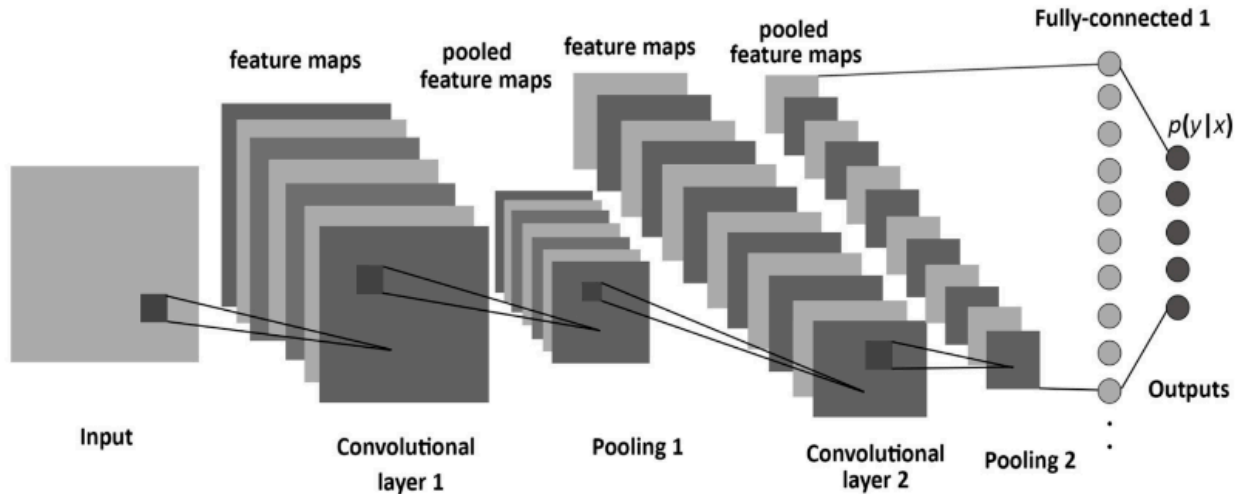 Fully-connected 1
feature maps
pooled
feature maps
feature maps
pooled
feature maps
p(y|x)
Input
Convolutional
layer 1
Pooling 1
Convolutional
layer 2
Pooling 2
Outputs